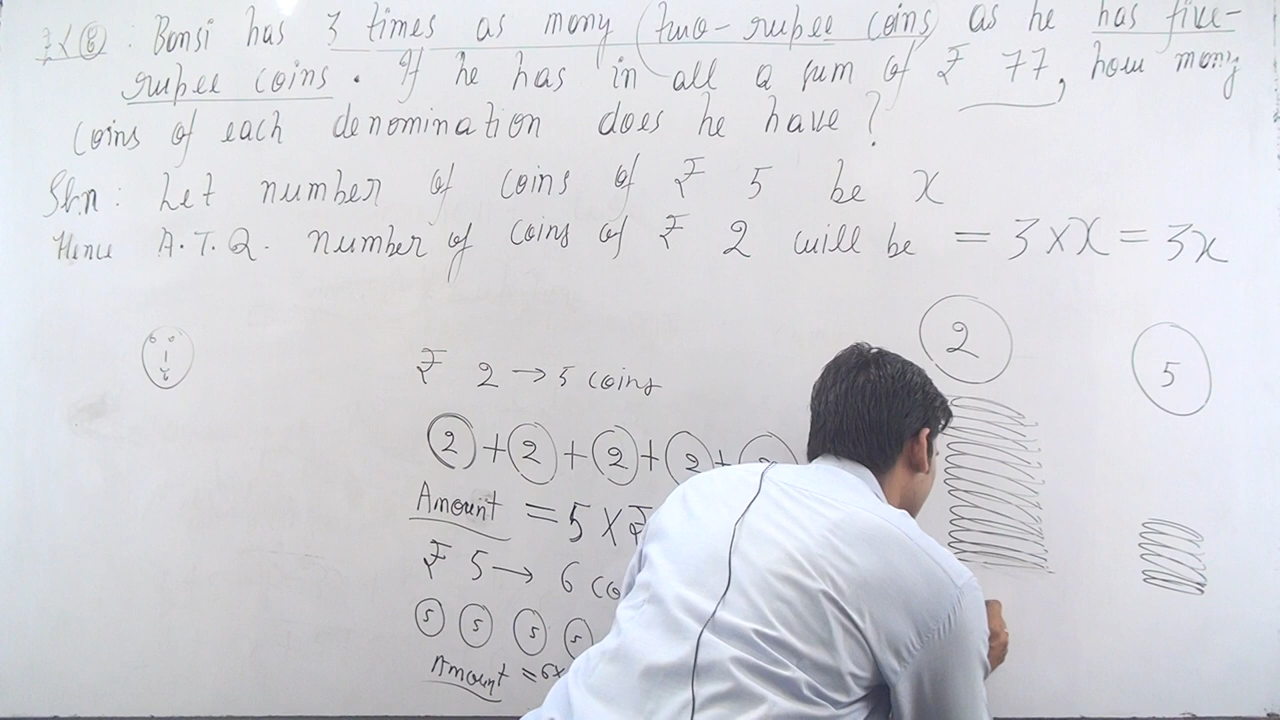 Ex 8 : Bansi has 3 times as many (two-rupee coins) as he has five-
rupee coins. If he has in all a sum of ₹ 77, how many
coins of each denomination does he have?
Sln: Let number of coins of ₹ 5 be x
Hence A.T.Q. number of coins of ₹ 2 will be = 3×x = 3x
2 5
₹ 2 → 5 coins
2 + 2 + 2 + 2 + 2
Amount = 5 × ₹
₹ 5 → 6 co
5 5 5 5
Amount = 6×